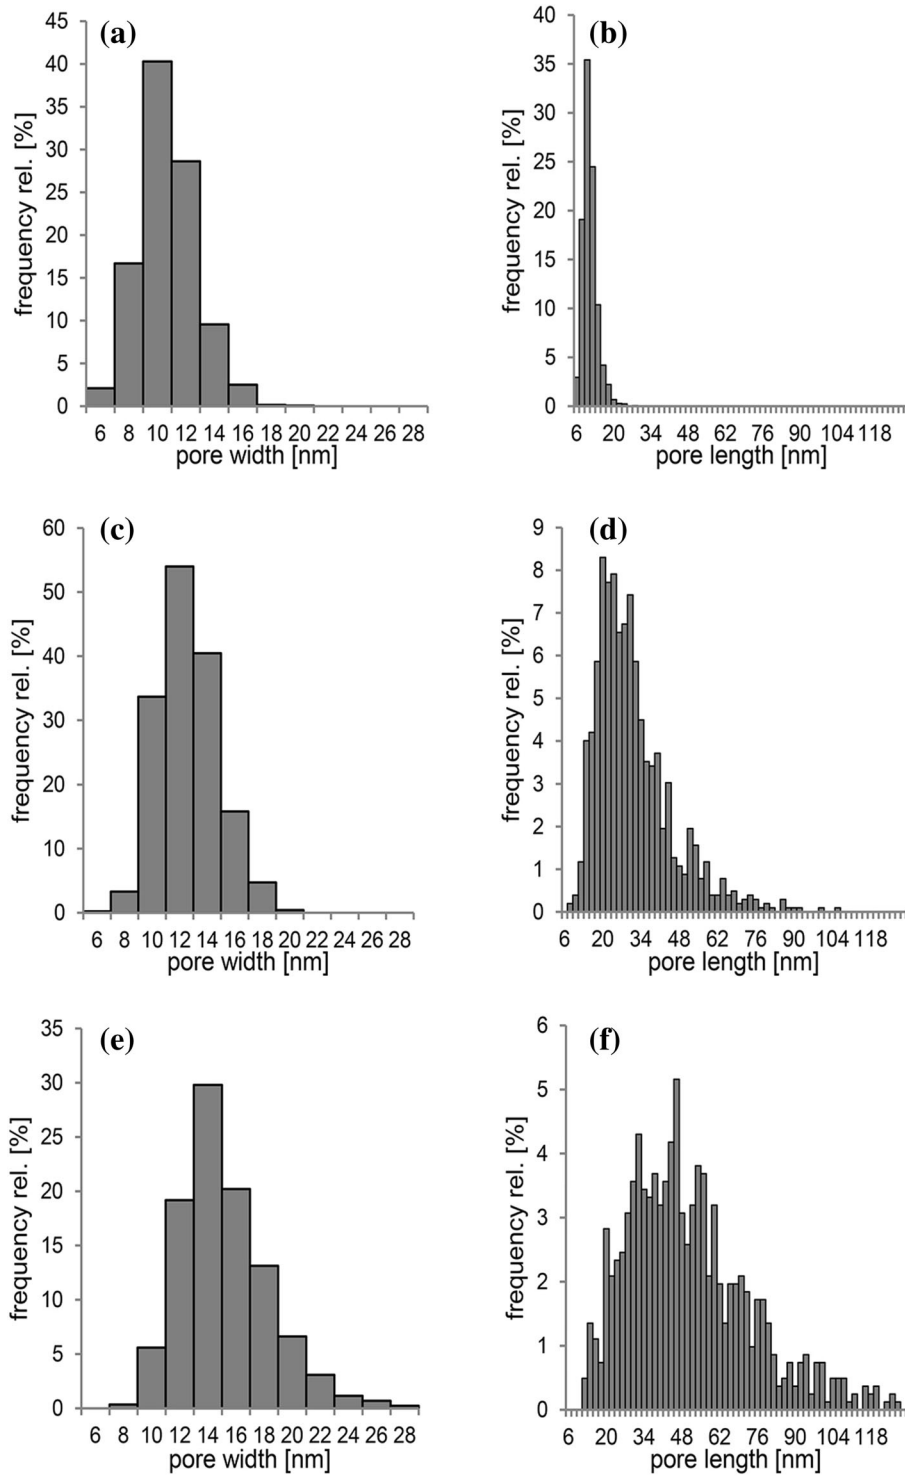 (a)
45
40
35
30
25
20
15
10
5
0
frequency rel. [%]
6 8 10 12 14 16 18 20 22 24 26 28
pore width [nm]
(b)
40
35
30
25
20
15
10
5
0
frequency rel. [%]
6 20 34 48 62 76 90 104 118
pore length [nm]
(c)
60
50
40
30
20
10
0
frequency rel. [%]
6 8 10 12 14 16 18 20 22 24 26 28
pore width [nm]
(d)
9
8
7
6
5
4
3
2
1
0
frequency rel. [%]
6 20 34 48 62 76 90 104 118
pore length [nm]
(e)
35
30
25
20
15
10
5
0
frequency rel. [%]
6 8 10 12 14 16 18 20 22 24 26 28
pore width [nm]
(f)
6
5
4
3
2
1
0
frequency rel. [%]
6 20 34 48 62 76 90 104 118
pore length [nm]